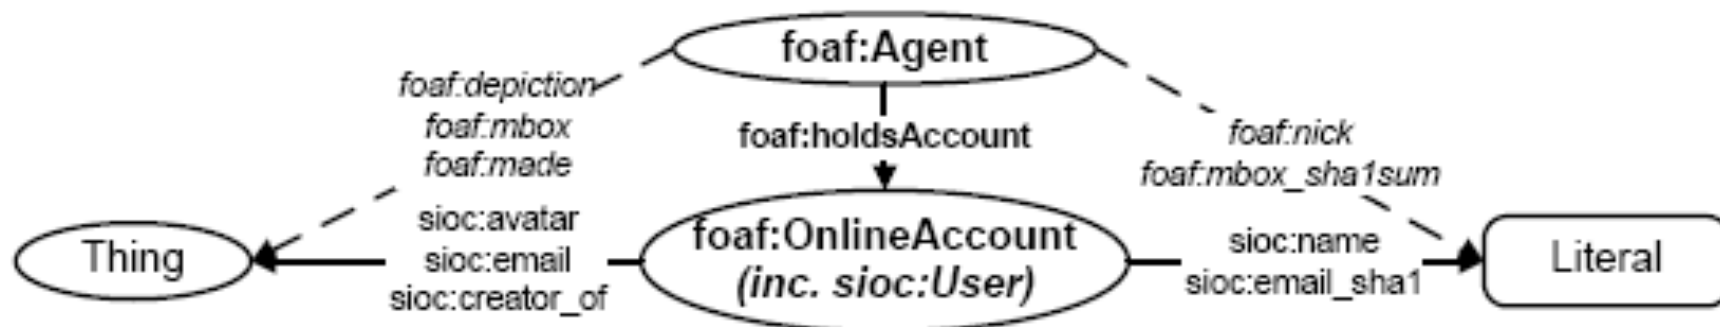 foaf:Agent
foaf:depiction
foaf:mbox
foaf:made
foaf:holdsAccount
foaf:nick
foaf:mbox_sha1sum
Thing
sioc:avatar
sioc:email
sioc:creator_of
foaf:OnlineAccount
(inc. sioc:User)
sioc:name
sioc:email_sha1
Literal